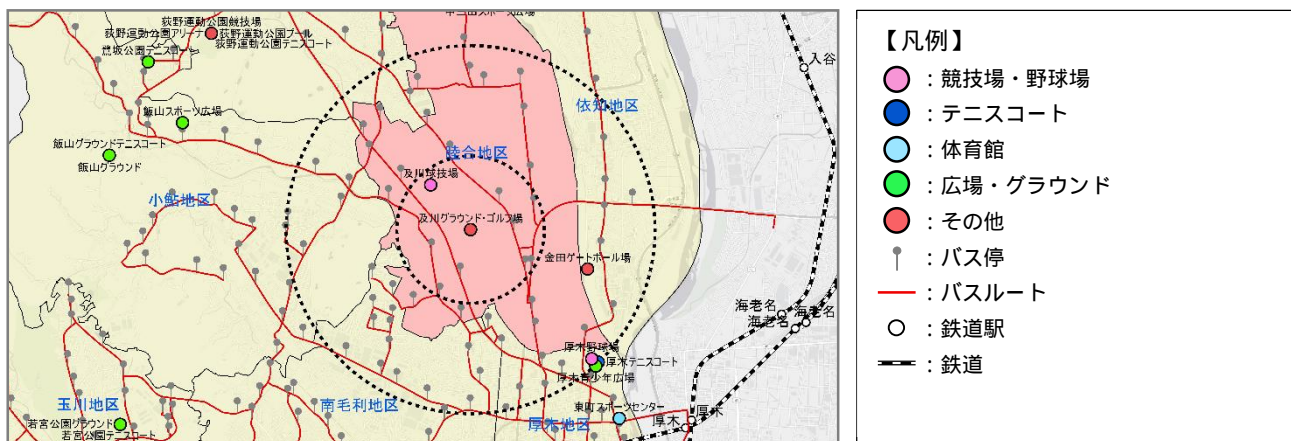 中三田スポーツ広場
荻野運動公園競技場
荻野運動公園アリーナ
荻野運動公園プール
荻野運動公園テニスコート
鳶坂公園テニスコート
飯山スポーツ広場
飯山グラウンドテニスコート
飯山グラウンド
小鮎地区
依知地区
睦合地区
及川球技場
及川グラウンド・ゴルフ場
金田ゲートボール場
厚木野球場
厚木テニスコート
厚木青少年広場
東町スポーツセンター
厚木地区
南毛利地区
玉川地区
若宮公園グラウンド
若宮公園テニスコート
入谷
海老名
海老名
海老名
厚木
厚木
【凡例】
：競技場・野球場
：テニスコート
：体育館
：広場・グラウンド
：その他
：バス停
：バスルート
：鉄道駅
：鉄道